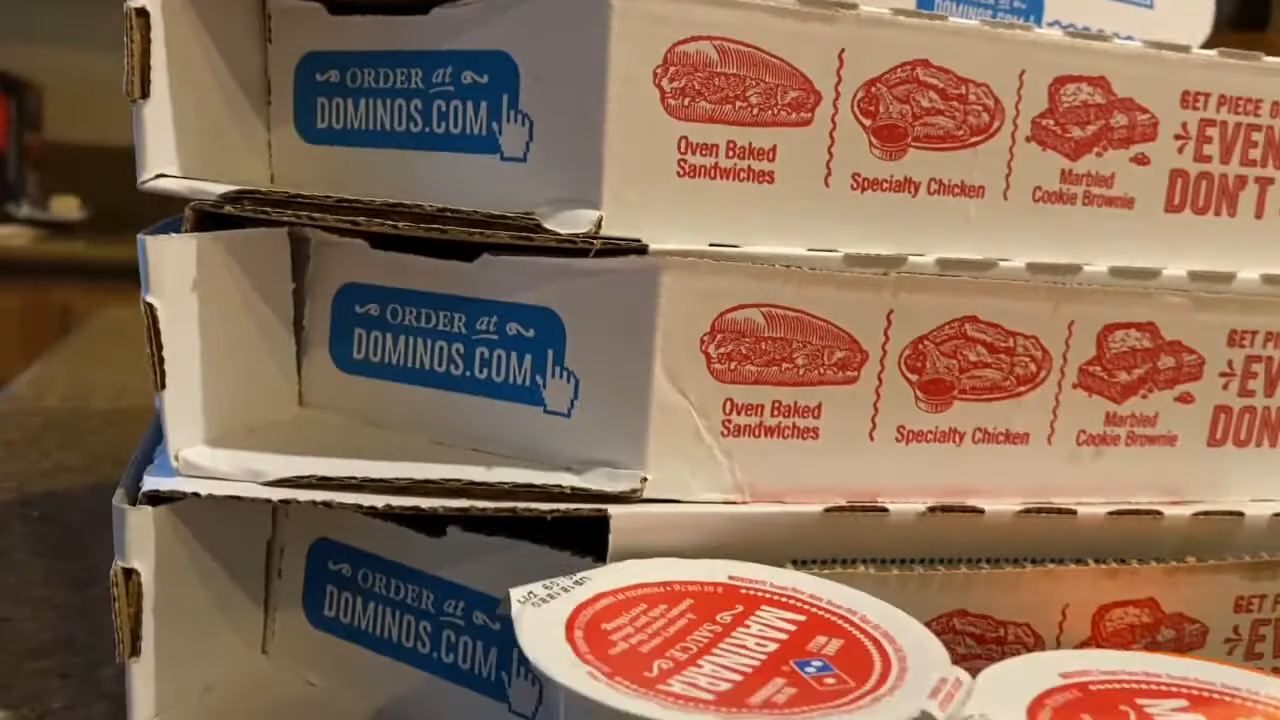 DOMINOS.COM
ORDER at
DOMINOS.COM
Oven Baked
Sandwiches
Specialty Chicken
Marbled
Cookie Brownie
GET PIECE
EVEN
DON'T
ORDER at
DOMINOS.COM
Oven Baked
Sandwiches
Specialty Chicken
Marbled
Cookie Brownie
GET
EV
DON
ORDER at
DOMINOS.COM
GET
EV
MARINARA
SAUCE